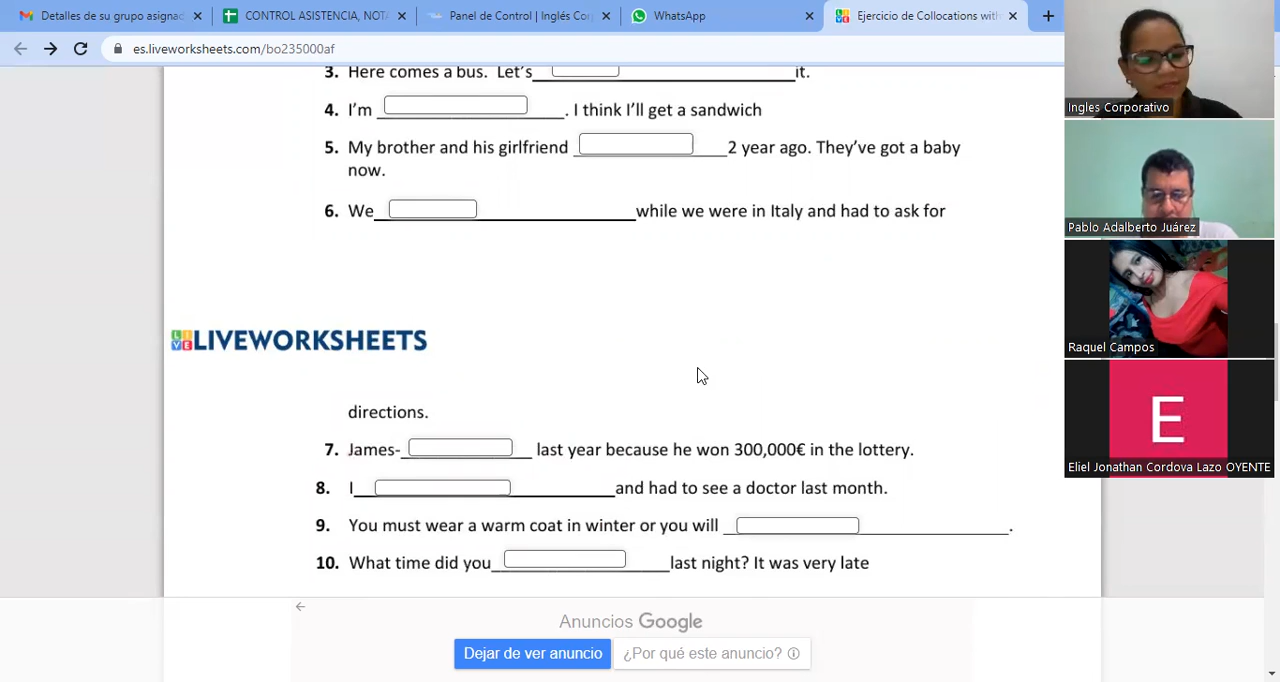 Detalles de su grupo asignad
CONTROL ASISTENCIA, NOTA
Panel de Control | Inglés Cor
WhatsApp
Ejercicio de Collocations with
es.liveworksheets.com/bo235000af
3. Here comes a bus. Let's it.
4. I'm . I think I'll get a sandwich
5. My brother and his girlfriend 2 year ago. They've got a baby
now.
6. We while we were in Italy and had to ask for
LIVEWORKSHEETS
directions.
7. James- last year because he won 300,000€ in the lottery.
8. I and had to see a doctor last month.
9. You must wear a warm coat in winter or you will .
10. What time did you last night? It was very late
Anuncios Google
Dejar de ver anuncio
¿Por qué este anuncio?
Ingles Corporativo
Pablo Adalberto Juárez
Raquel Campos
E
Eliel Jonathan Cordova Lazo OYENTE